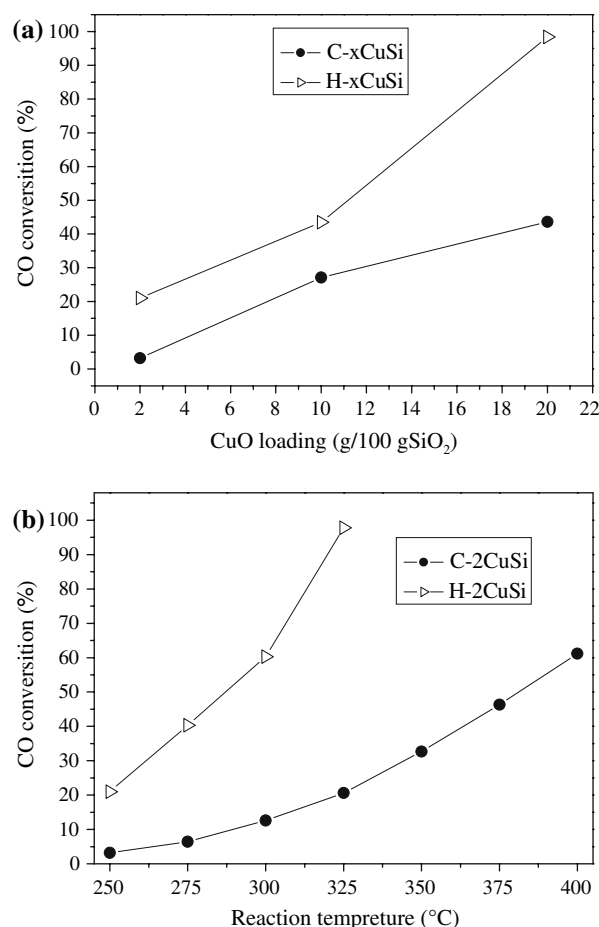 (a)
C-xCuSi
H-xCuSi
CO conversition (%)
100
90
80
70
60
50
40
30
20
10
0
0 2 4 6 8 10 12 14 16 18 20 22
CuO loading (g/100 gSiO₂)
(b)
C-2CuSi
H-2CuSi
CO conversition (%)
100
90
80
70
60
50
40
30
20
10
0
250 275 300 325 350 375 400
Reaction tempreture (°C)